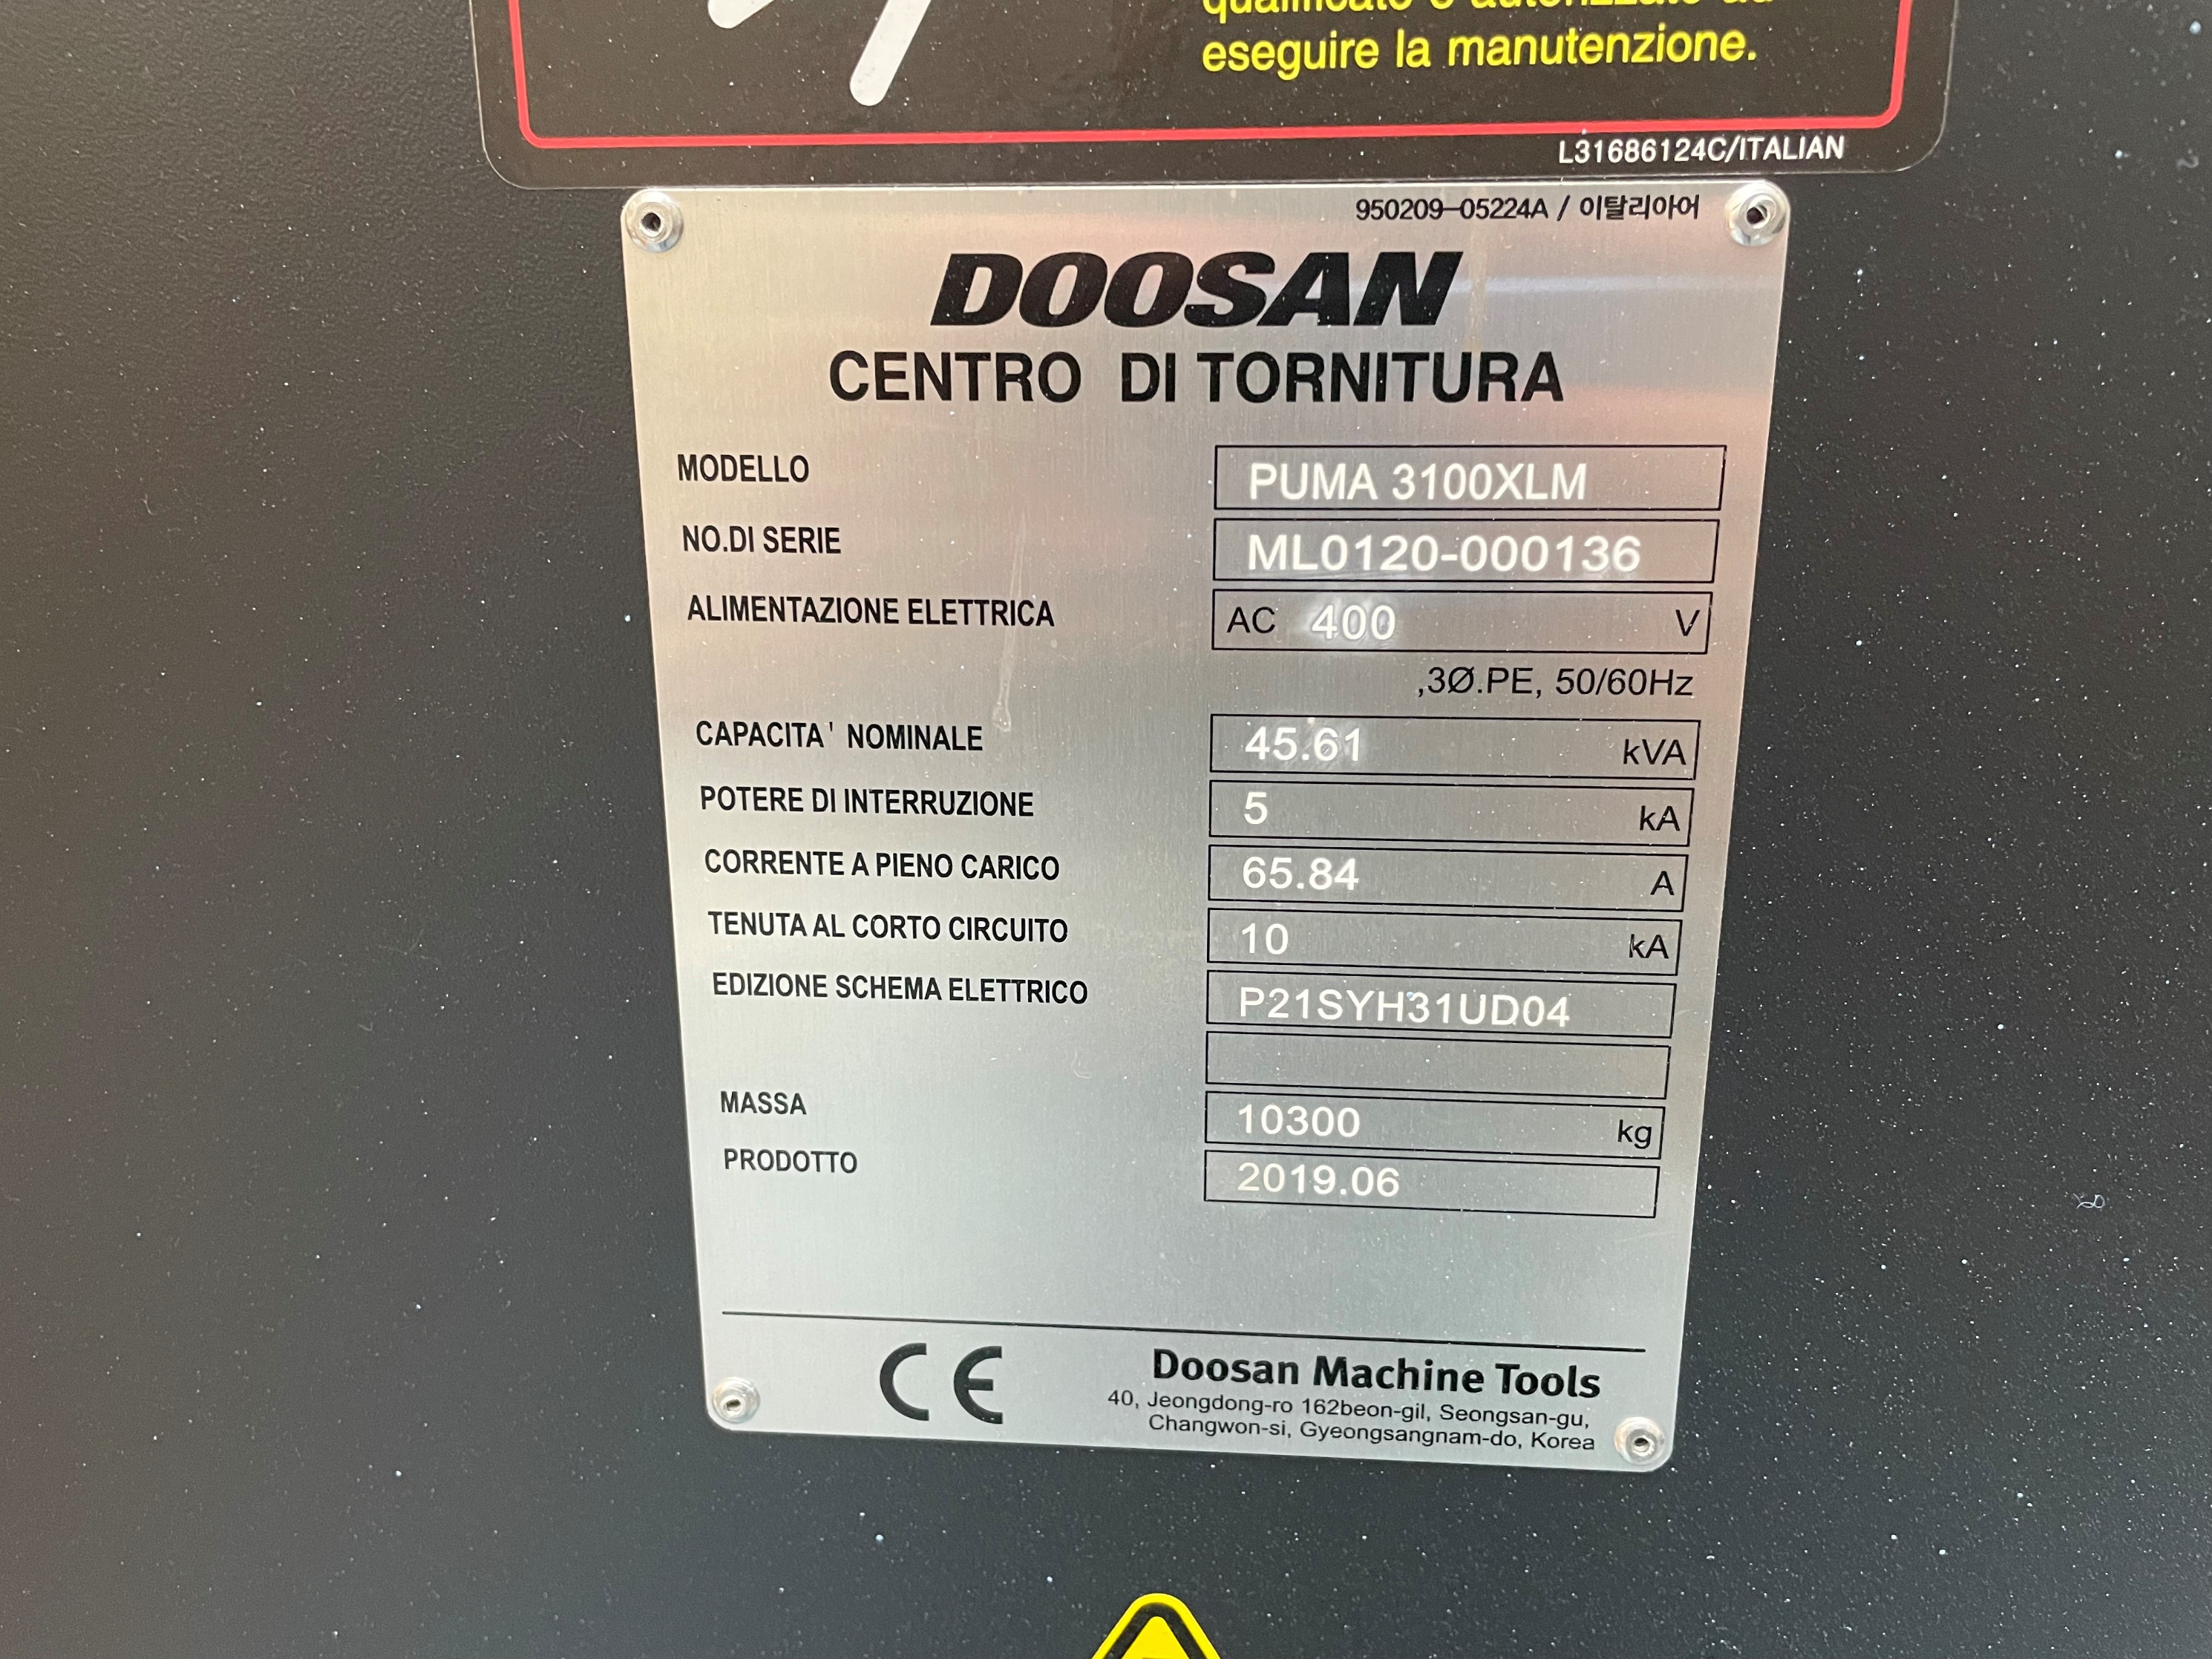 eseguire la manutenzione.
L31686124C/ITALIAN
950209-05224A / 이탈리아어
DOOSAN
CENTRO DI TORNITURA
MODELLO PUMA 3100XLM
NO.DI SERIE ML0120-000136
ALIMENTAZIONE ELETTRICA AC 400 V
,3Ø.PE, 50/60Hz
CAPACITA' NOMINALE 45.61 kVA
POTERE DI INTERRUZIONE 5 kA
CORRENTE A PIENO CARICO 65.84 A
TENUTA AL CORTO CIRCUITO 10 kA
EDIZIONE SCHEMA ELETTRICO P21SYH31UD04
MASSA 10300 kg
PRODOTTO 2019.06
CE
Doosan Machine Tools
40, Jeongdong-ro 162beon-gil, Seongsan-gu,
Changwon-si, Gyeongsangnam-do, Korea